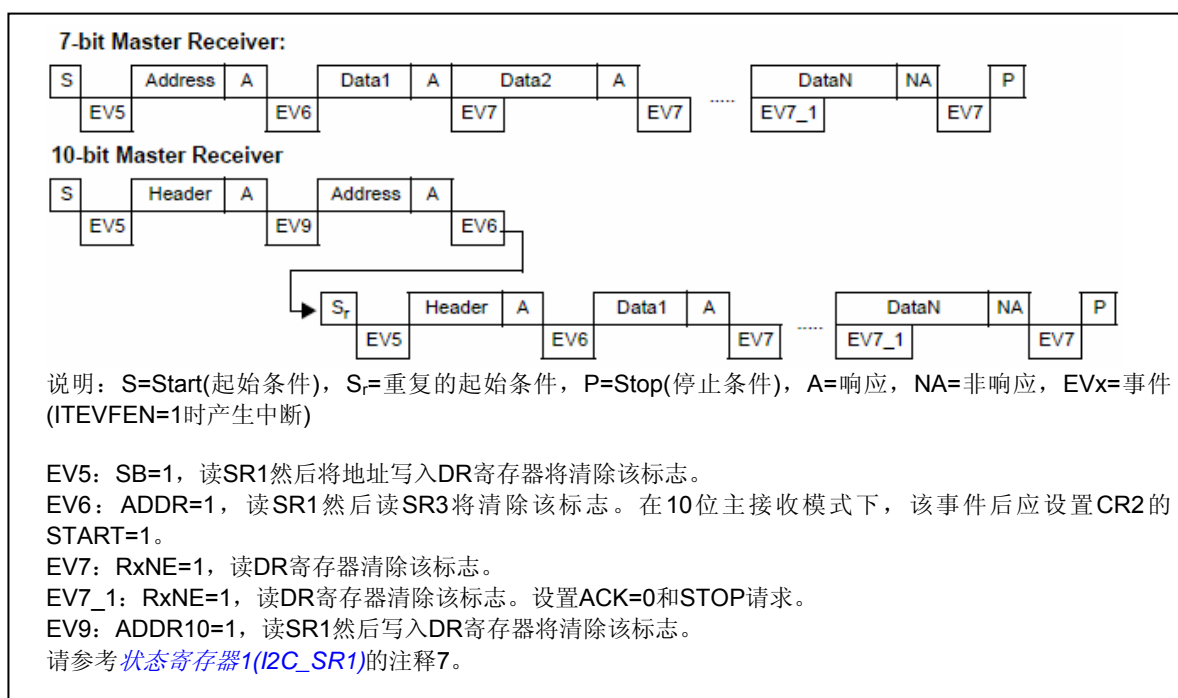 7-bit Master Receiver:
S Address A Data1 A Data2 A DataN NA P
EV5 EV6 EV7 EV7 ..... EV7_1 EV7
10-bit Master Receiver
S Header A Address A
EV5 EV9 EV6
Sr Header A Data1 A DataN NA P
EV5 EV6 EV7 ..... EV7_1 EV7
说明：S=Start(起始条件)，Sr=重复的起始条件，P=Stop(停止条件)，A=响应，NA=非响应，EVx=事件
(ITEVFEN=1时产生中断)
EV5：SB=1，读SR1然后将地址写入DR寄存器将清除该标志。
EV6：ADDR=1，读SR1然后读SR3将清除该标志。在10位主接收模式下，该事件后应设置CR2的
START=1。
EV7：RxNE=1，读DR寄存器清除该标志。
EV7_1：RxNE=1，读DR寄存器清除该标志。设置ACK=0和STOP请求。
EV9：ADDR10=1，读SR1然后写入DR寄存器将清除该标志。
请参考状态寄存器1(I2C_SR1)的注释7。